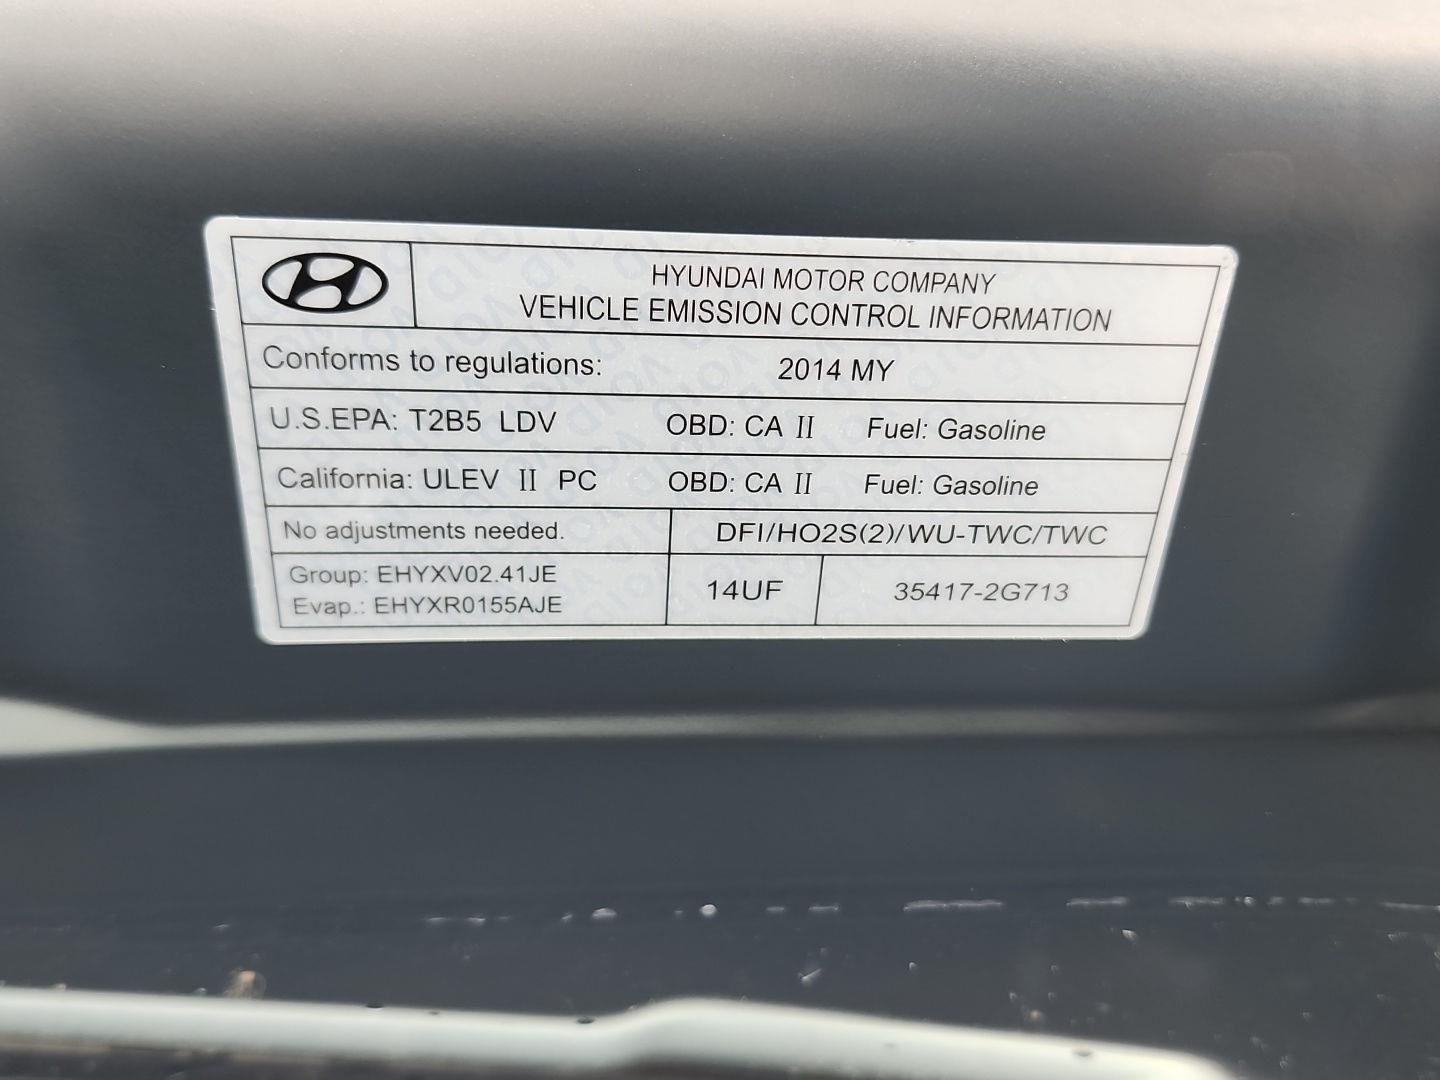 HYUNDAI MOTOR COMPANY
VEHICLE EMISSION CONTROL INFORMATION
Conforms to regulations: 2014 MY
U.S.EPA: T2B5 LDV OBD: CA II Fuel: Gasoline
California: ULEV II PC OBD: CA II Fuel: Gasoline
No adjustments needed. DFI/HO2S(2)/WU-TWC/TWC
Group: EHYXV02.41JE
Evap.: EHYXR0155AJE
14UF 35417-2G713